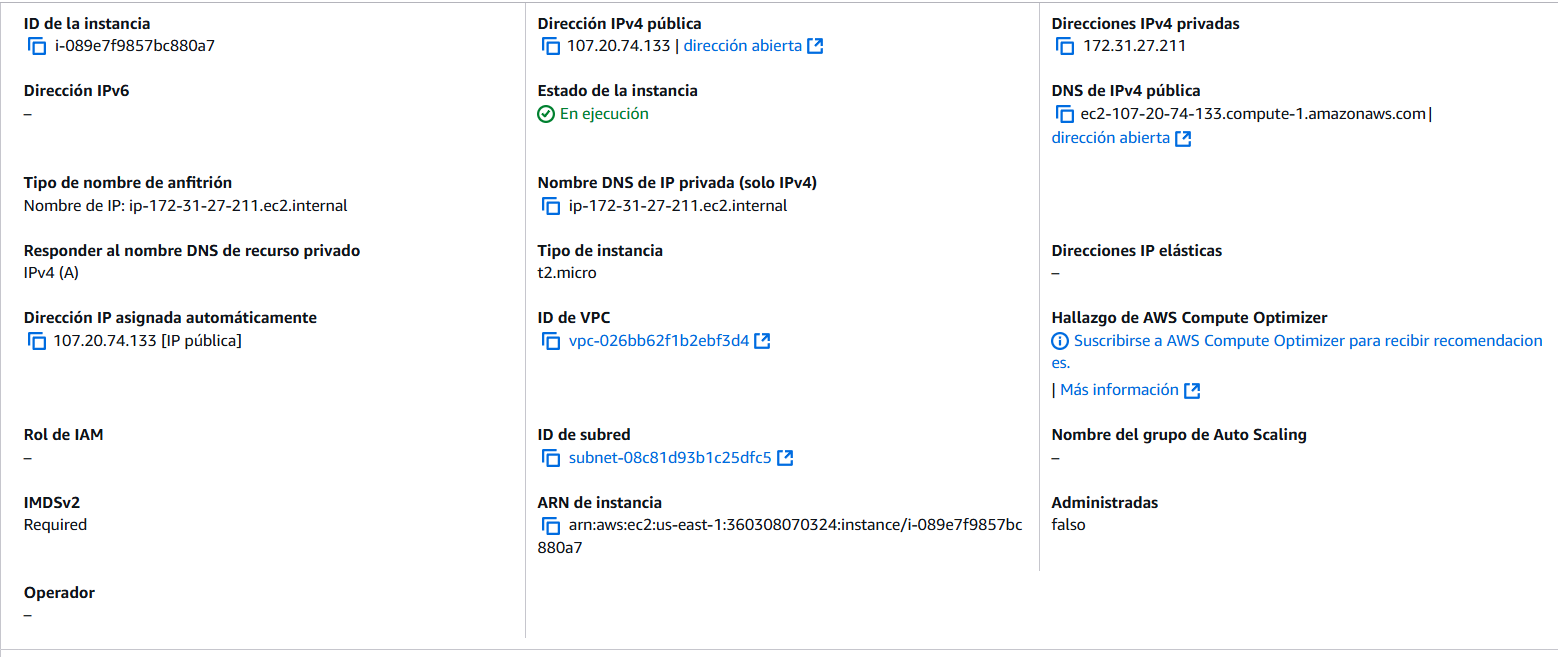 ID de la instancia
i-089e7f9857bc880a7
Dirección IPv4 pública
107.20.74.133 | dirección abierta
Direcciones IPv4 privadas
172.31.27.211
Dirección IPv6
–
Estado de la instancia
En ejecución
DNS de IPv4 pública
ec2-107-20-74-133.compute-1.amazonaws.com |
dirección abierta
Tipo de nombre de anfitrión
Nombre de IP: ip-172-31-27-211.ec2.internal
Nombre DNS de IP privada (solo IPv4)
ip-172-31-27-211.ec2.internal
Responder al nombre DNS de recurso privado
IPv4 (A)
Tipo de instancia
t2.micro
Direcciones IP elásticas
–
Dirección IP asignada automáticamente
107.20.74.133 [IP pública]
ID de VPC
vpc-026bb62f1b2ebf3d4
Hallazgo de AWS Compute Optimizer
Suscribirse a AWS Compute Optimizer para recibir recomendacion
es.
| Más información
Rol de IAM
–
ID de subred
subnet-08c81d93b1c25dfc5
Nombre del grupo de Auto Scaling
–
IMDSv2
Required
ARN de instancia
arn:aws:ec2:us-east-1:360308070324:instance/i-089e7f9857bc
880a7
Administradas
falso
Operador
–